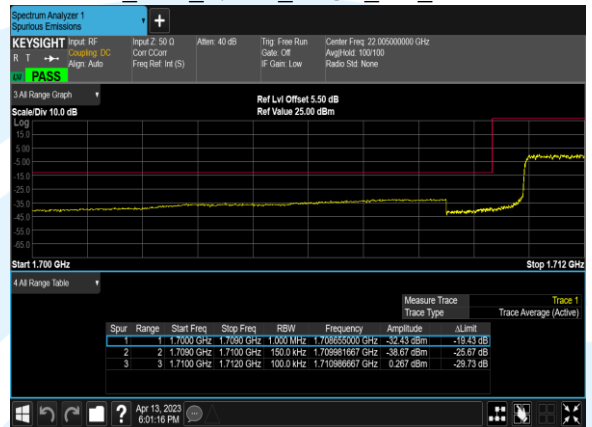 Spectrum Analyzer 1
Spurious Emissions
+
KEYSIGHT Input: RF Input Z: 50 Ω Atten: 40 dB Trig: Free Run Center Freq: 22.005000000 GHz
R T Coupling: DC Corr CCorr Gate: Off Avg|Hold: 100/100
Align: Auto Freq Ref: Int (S) IF Gain: Low Radio Std: None
LW PASS
3 All Range Graph
Ref Lvl Offset 5.50 dB
Scale/Div 10.0 dB Ref Value 25.00 dBm
Log
15.0
5.00
-5.00
-15.0
-25.0
-35.0
-45.0
-55.0
-65.0
Start 1.700 GHz Stop 1.712 GHz
4 All Range Table
Measure Trace Trace 1
Trace Type Trace Average (Active)
Spur Range Start Freq Stop Freq RBW Frequency Amplitude ΔLimit
1 1 1.7000 GHz 1.7090 GHz 1.000 MHz 1.708655000 GHz -32.43 dBm -19.43 dB
2 2 1.7090 GHz 1.7100 GHz 150.0 kHz 1.709981667 GHz -38.67 dBm -25.67 dB
3 3 1.7100 GHz 1.7120 GHz 100.0 kHz 1.710986667 GHz 0.267 dBm -29.73 dB
? Apr 13, 2023
6:01:16 PM